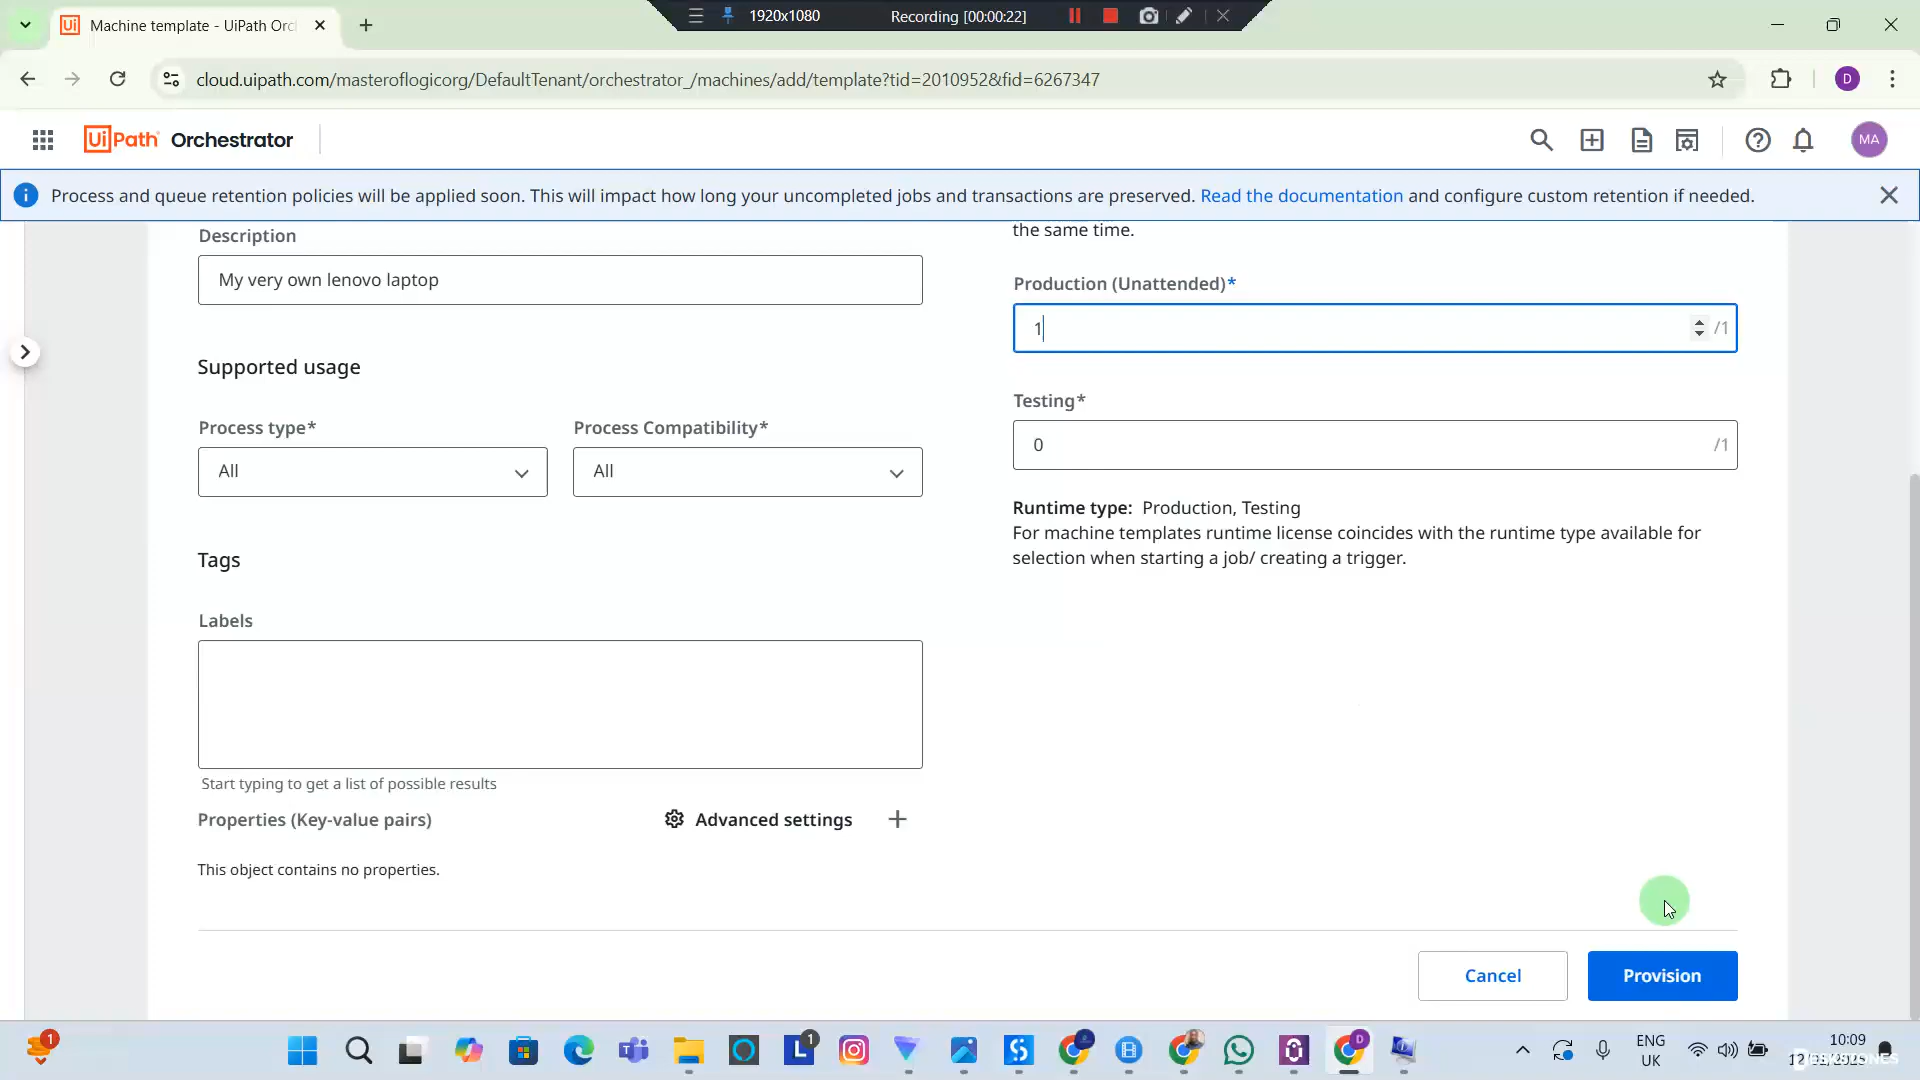 Machine template - UiPath Orc
1920x1080
Recording [00:00:22]
cloud.uipath.com/masteroflogicorg/DefaultTenant/orchestrator_/machines/add/template?tid=2010952&fid=6267347
D
UiPath Orchestrator
MA
Process and queue retention policies will be applied soon. This will impact how long your uncompleted jobs and transactions are preserved. Read the documentation and configure custom retention if needed.
Description
My very own lenovo laptop
the same time.
Production (Unattended)*
1
/1
Supported usage
Process type*
Process Compatibility*
All
All
Testing*
0
/1
Runtime type: Production, Testing
For machine templates runtime license coincides with the runtime type available for
selection when starting a job/ creating a trigger.
Tags
Labels
Start typing to get a list of possible results
Properties (Key-value pairs)
Advanced settings
This object contains no properties.
Cancel
Provision
1
1
D
ENG
UK
10:09